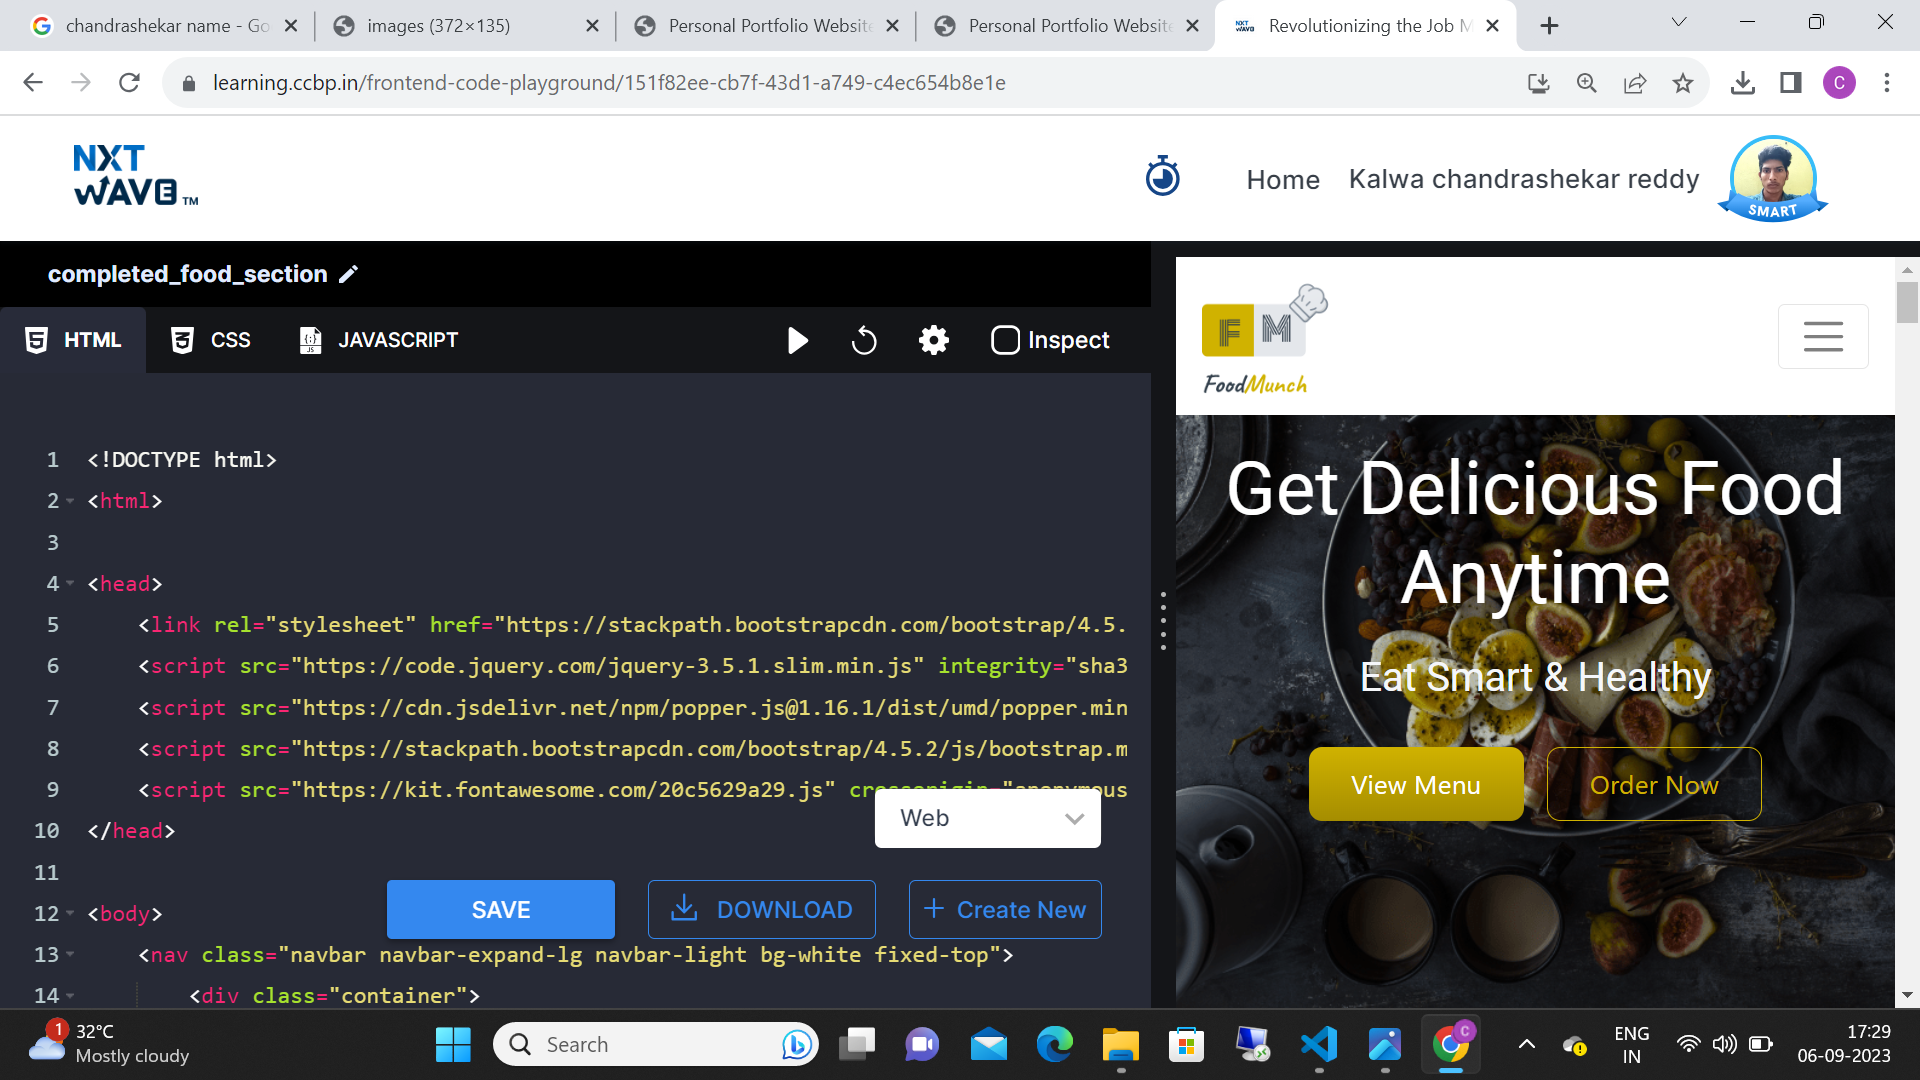 chandrashekar name - Go
images (372×135)
Personal Portfolio Website
Personal Portfolio Website
NXT WAVE
Revolutionizing the Job M
learning.ccbp.in/frontend-code-playground/151f82ee-cb7f-43d1-a749-c4ec654b8e1e
C
NXT
WAVE TM
Home
Kalwa chandrashekar reddy
SMART
completed_food_section
HTML
CSS
JAVASCRIPT
Inspect
1 <!DOCTYPE html>
2 <html>
3
4 <head>
5 <link rel="stylesheet" href="https://stackpath.bootstrapcdn.com/bootstrap/4.5.
6 <script src="https://code.jquery.com/jquery-3.5.1.slim.min.js" integrity="sha3
7 <script src="https://cdn.jsdelivr.net/npm/popper.js@1.16.1/dist/umd/popper.min
8 <script src="https://stackpath.bootstrapcdn.com/bootstrap/4.5.2/js/bootstrap.m
9 <script src="https://kit.fontawesome.com/20c5629a29.js" crossorigin="anonymous
Web
10 </head>
11
SAVE
DOWNLOAD
+ Create New
12 <body>
13 <nav class="navbar navbar-expand-lg navbar-light bg-white fixed-top">
14 <div class="container">
F M
FoodMunch
Get Delicious Food
Anytime
Eat Smart & Healthy
View Menu
Order Now
1
32°C
Mostly cloudy
Search
C
ENG
IN
17:29
06-09-2023